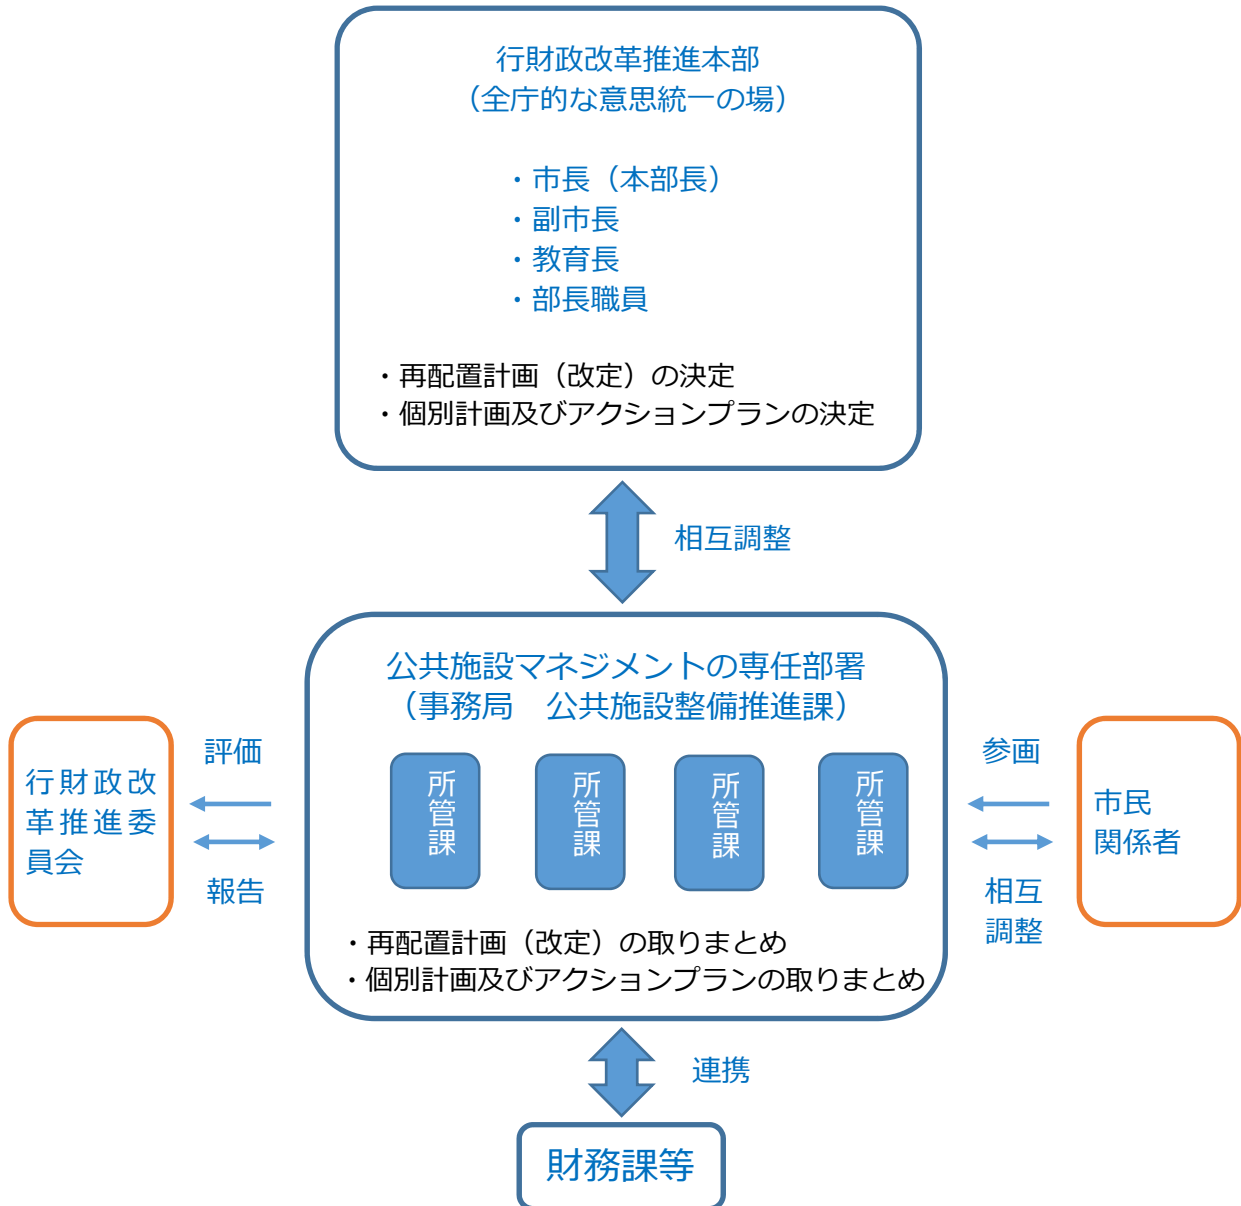 行財政改革推進本部
（全庁的な意思統一の場）
・市長（本部長）
・副市長
・教育長
・部長職員
・再配置計画（改定）の決定
・個別計画及びアクションプランの決定
相互調整
公共施設マネジメントの専任部署
（事務局　公共施設整備推進課）
所管課
所管課
所管課
所管課
・再配置計画（改定）の取りまとめ
・個別計画及びアクションプランの取りまとめ
評価
行財政改
革推進委
員会
報告
参画
市民
関係者
相互
調整
連携
財務課等